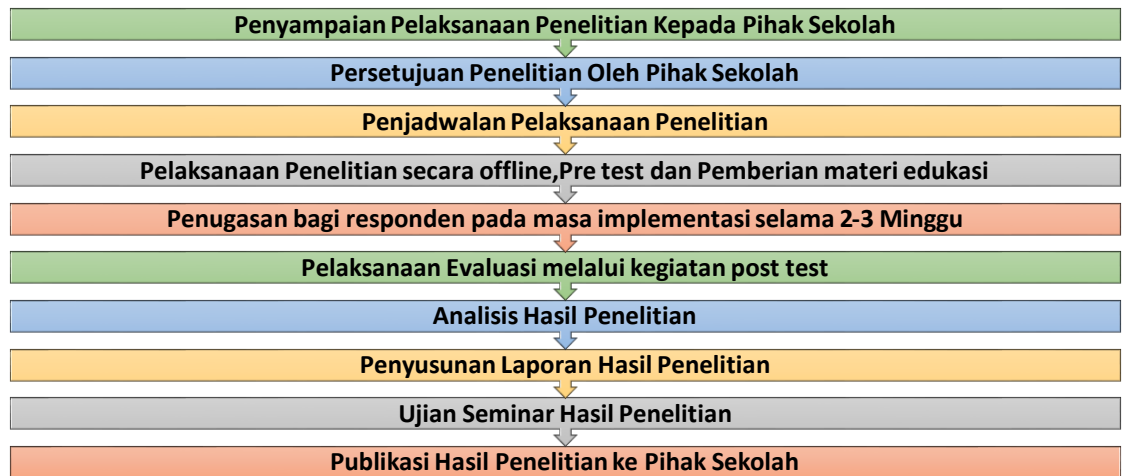 Penyampaian Pelaksanaan Penelitian Kepada Pihak Sekolah
Persetujuan Penelitian Oleh Pihak Sekolah
Penjadwalan Pelaksanaan Penelitian
Pelaksanaan Penelitian secara offline,Pre test dan Pemberian materi edukasi
Penugasan bagi responden pada masa implementasi selama 2-3 Minggu
Pelaksanaan Evaluasi melalui kegiatan post test
Analisis Hasil Penelitian
Penyusunan Laporan Hasil Penelitian
Ujian Seminar Hasil Penelitian
Publikasi Hasil Penelitian ke Pihak Sekolah